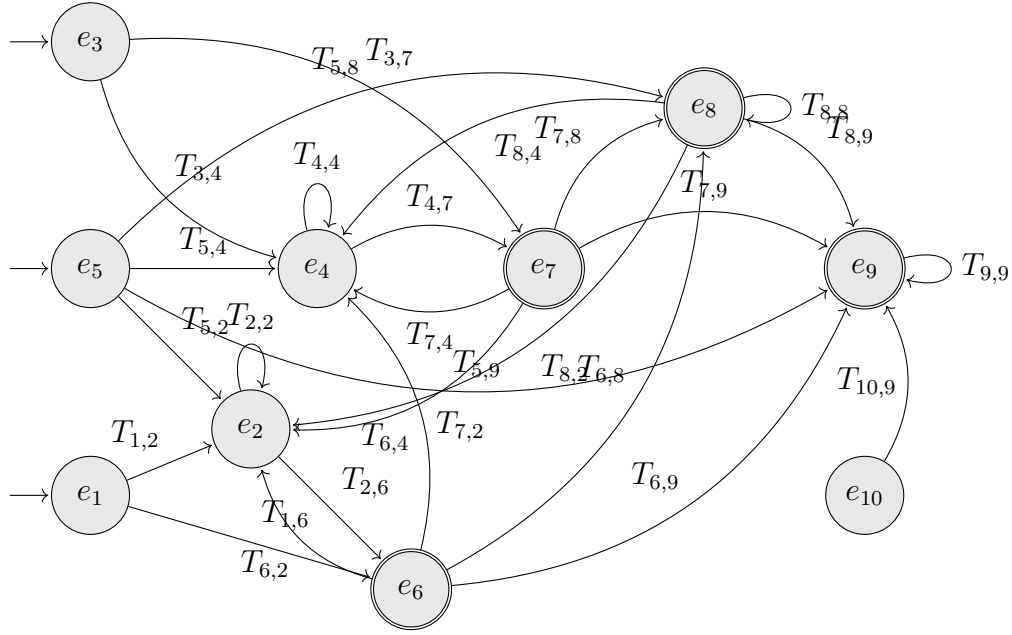 e3
T5,8 T3,7
e8
T8,8
T8,9
T7,8
T8,4
T4,4
T3,4
T7,9
T4,7
T5,4
e5
e4
e7
e9
T9,9
T5,2
T2,2
T7,4
T5,9
T8,2
T6,8
T10,9
e2
T7,2
T6,4
T1,2
T2,6
T6,9
e1
e10
T1,6
T6,2
e6